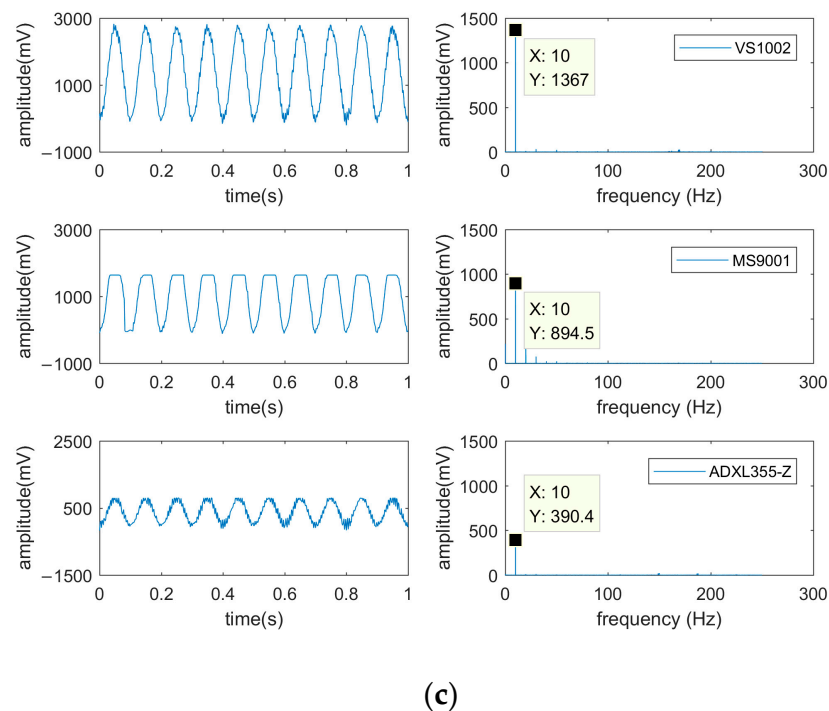 3000
1000
−1000
amplitude(mV)
0 0.2 0.4 0.6 0.8 1
time(s)
1500
1000
500
0
amplitude(mV)
VS1002
X: 10
Y: 1367
0 100 200 300
frequency (Hz)
3000
1000
−1000
amplitude(mV)
0 0.2 0.4 0.6 0.8 1
time(s)
1500
1000
500
0
amplitude(mV)
MS9001
X: 10
Y: 894.5
0 100 200 300
frequency (Hz)
2500
500
−1500
amplitude(mV)
0 0.2 0.4 0.6 0.8 1
time(s)
1500
1000
500
0
amplitude(mV)
ADXL355-Z
X: 10
Y: 390.4
0 100 200 300
frequency (Hz)
(c)